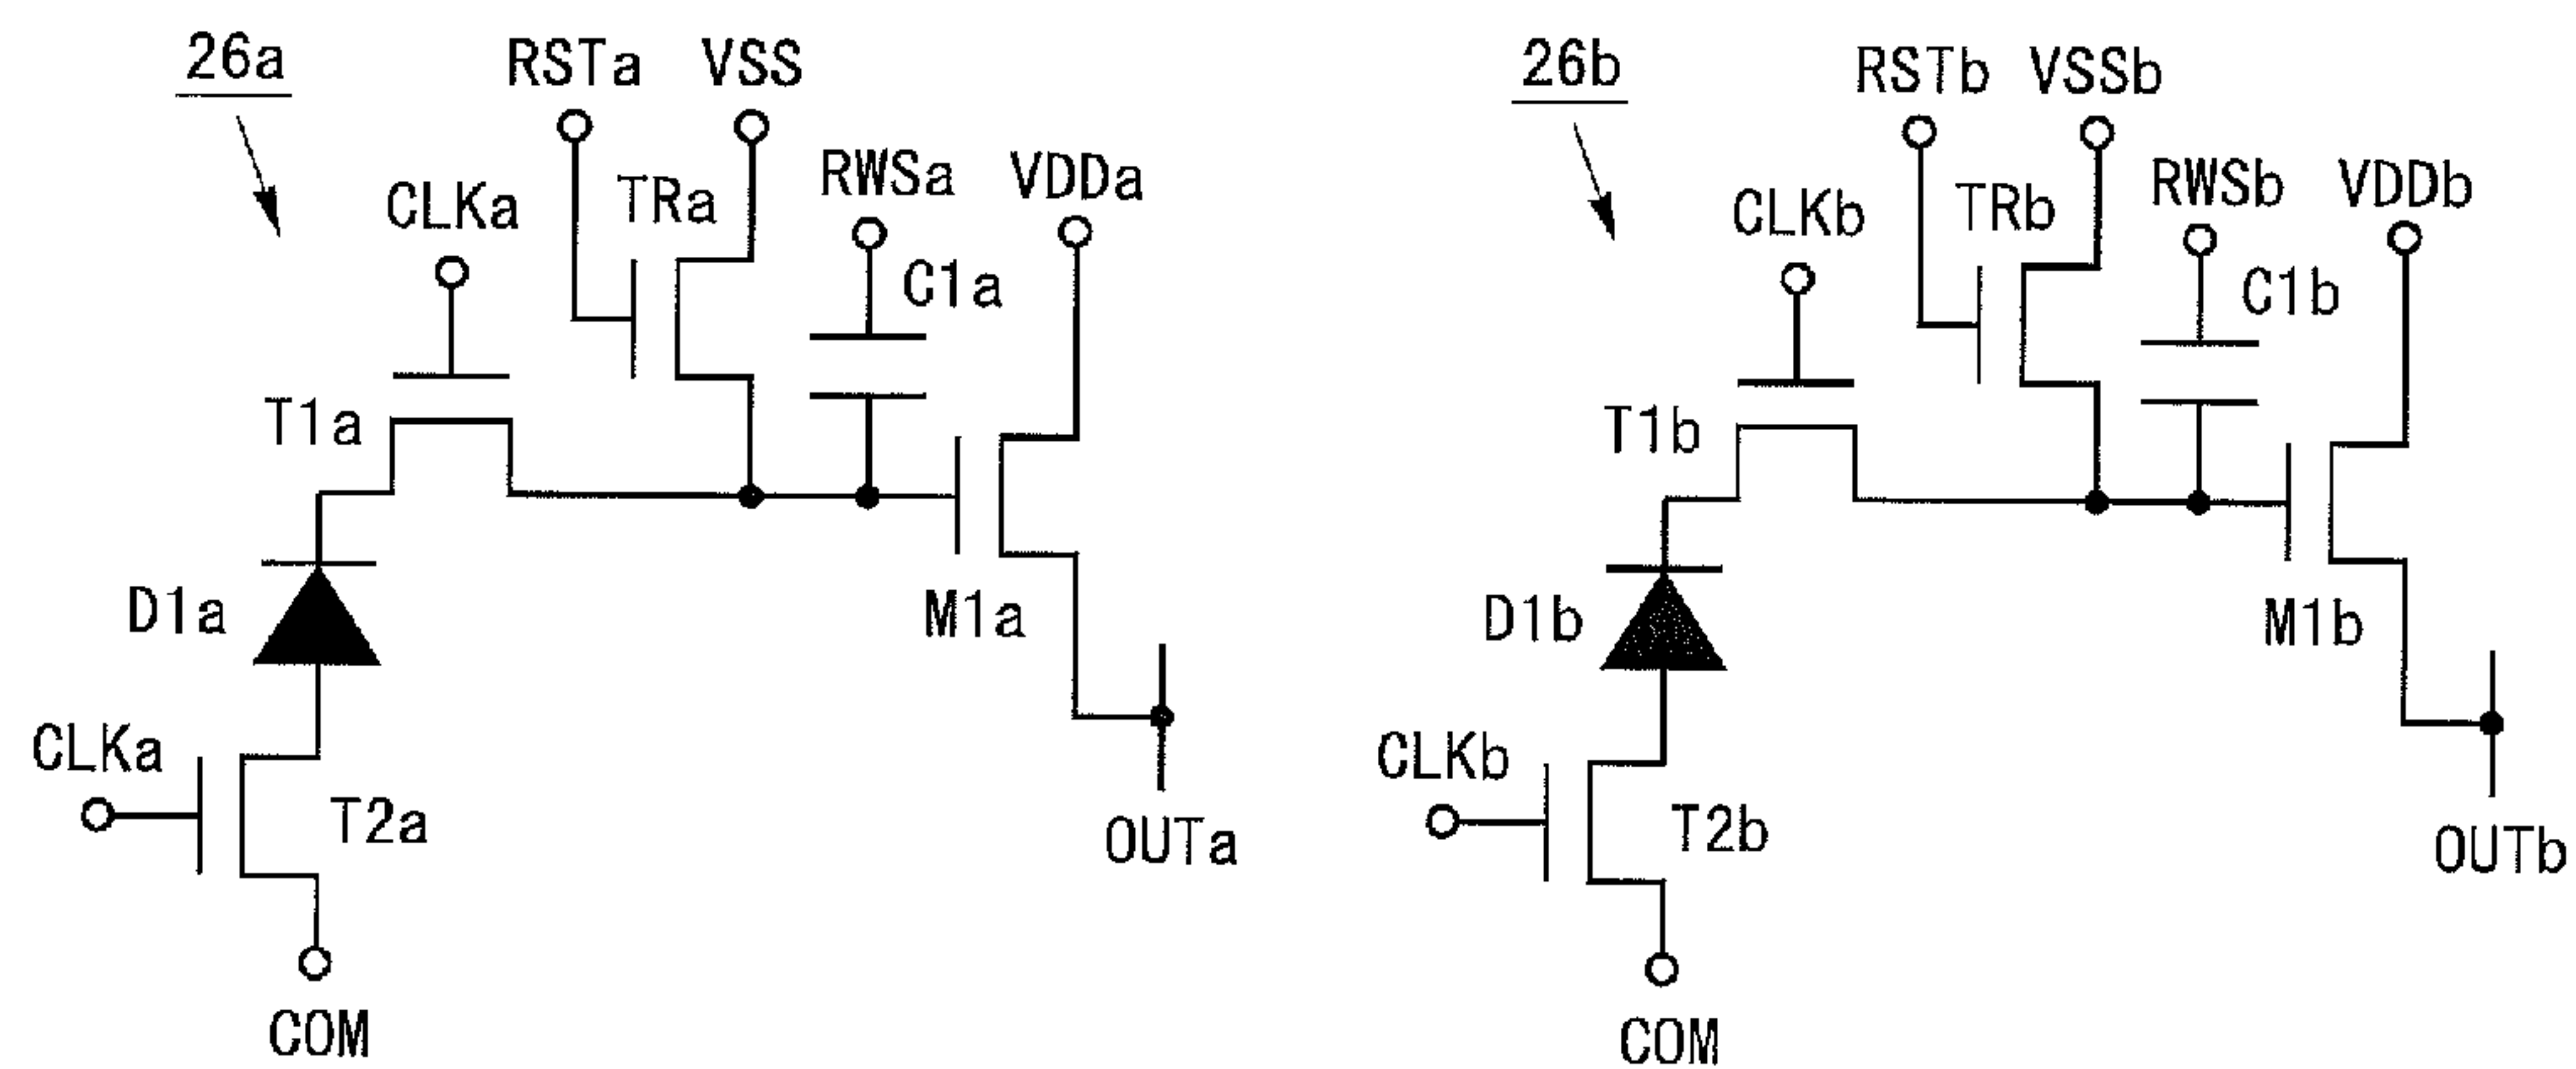 26a
RSTa VSS
CLKa
TRa
RWSa
VDDa
C1a
T1a
D1a
M1a
CLKa
T2a
OUTa
COM
26b
RSTb VSSb
CLKb
TRb
RWSb
VDDb
C1b
T1b
D1b
M1b
CLKb
T2b
OUTb
COM